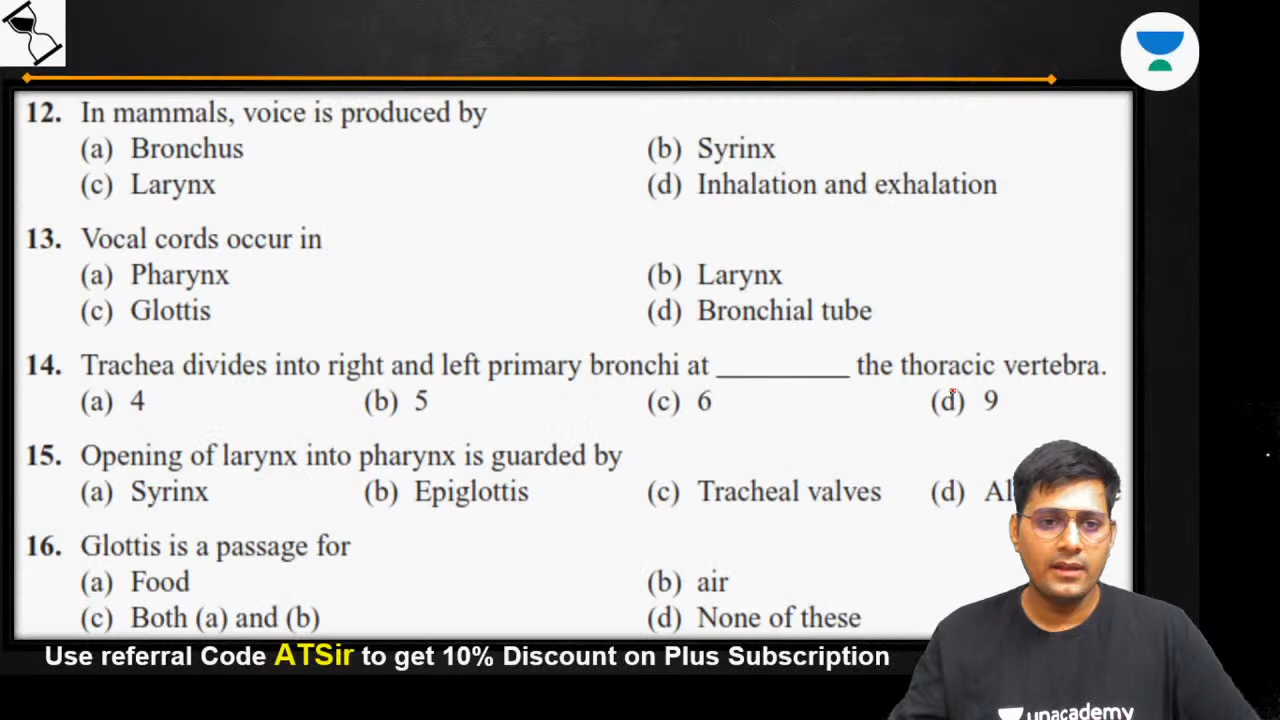 12. In mammals, voice is produced by
(a) Bronchus (b) Syrinx
(c) Larynx (d) Inhalation and exhalation
13. Vocal cords occur in
(a) Pharynx (b) Larynx
(c) Glottis (d) Bronchial tube
14. Trachea divides into right and left primary bronchi at _________ the thoracic vertebra.
(a) 4 (b) 5 (c) 6 (d) 9
15. Opening of larynx into pharynx is guarded by
(a) Syrinx (b) Epiglottis (c) Tracheal valves (d)
16. Glottis is a passage for
(a) Food (b) air
(c) Both (a) and (b) (d) None of these
Use referral Code ATSir to get 10% Discount on Plus Subscription
unacademy